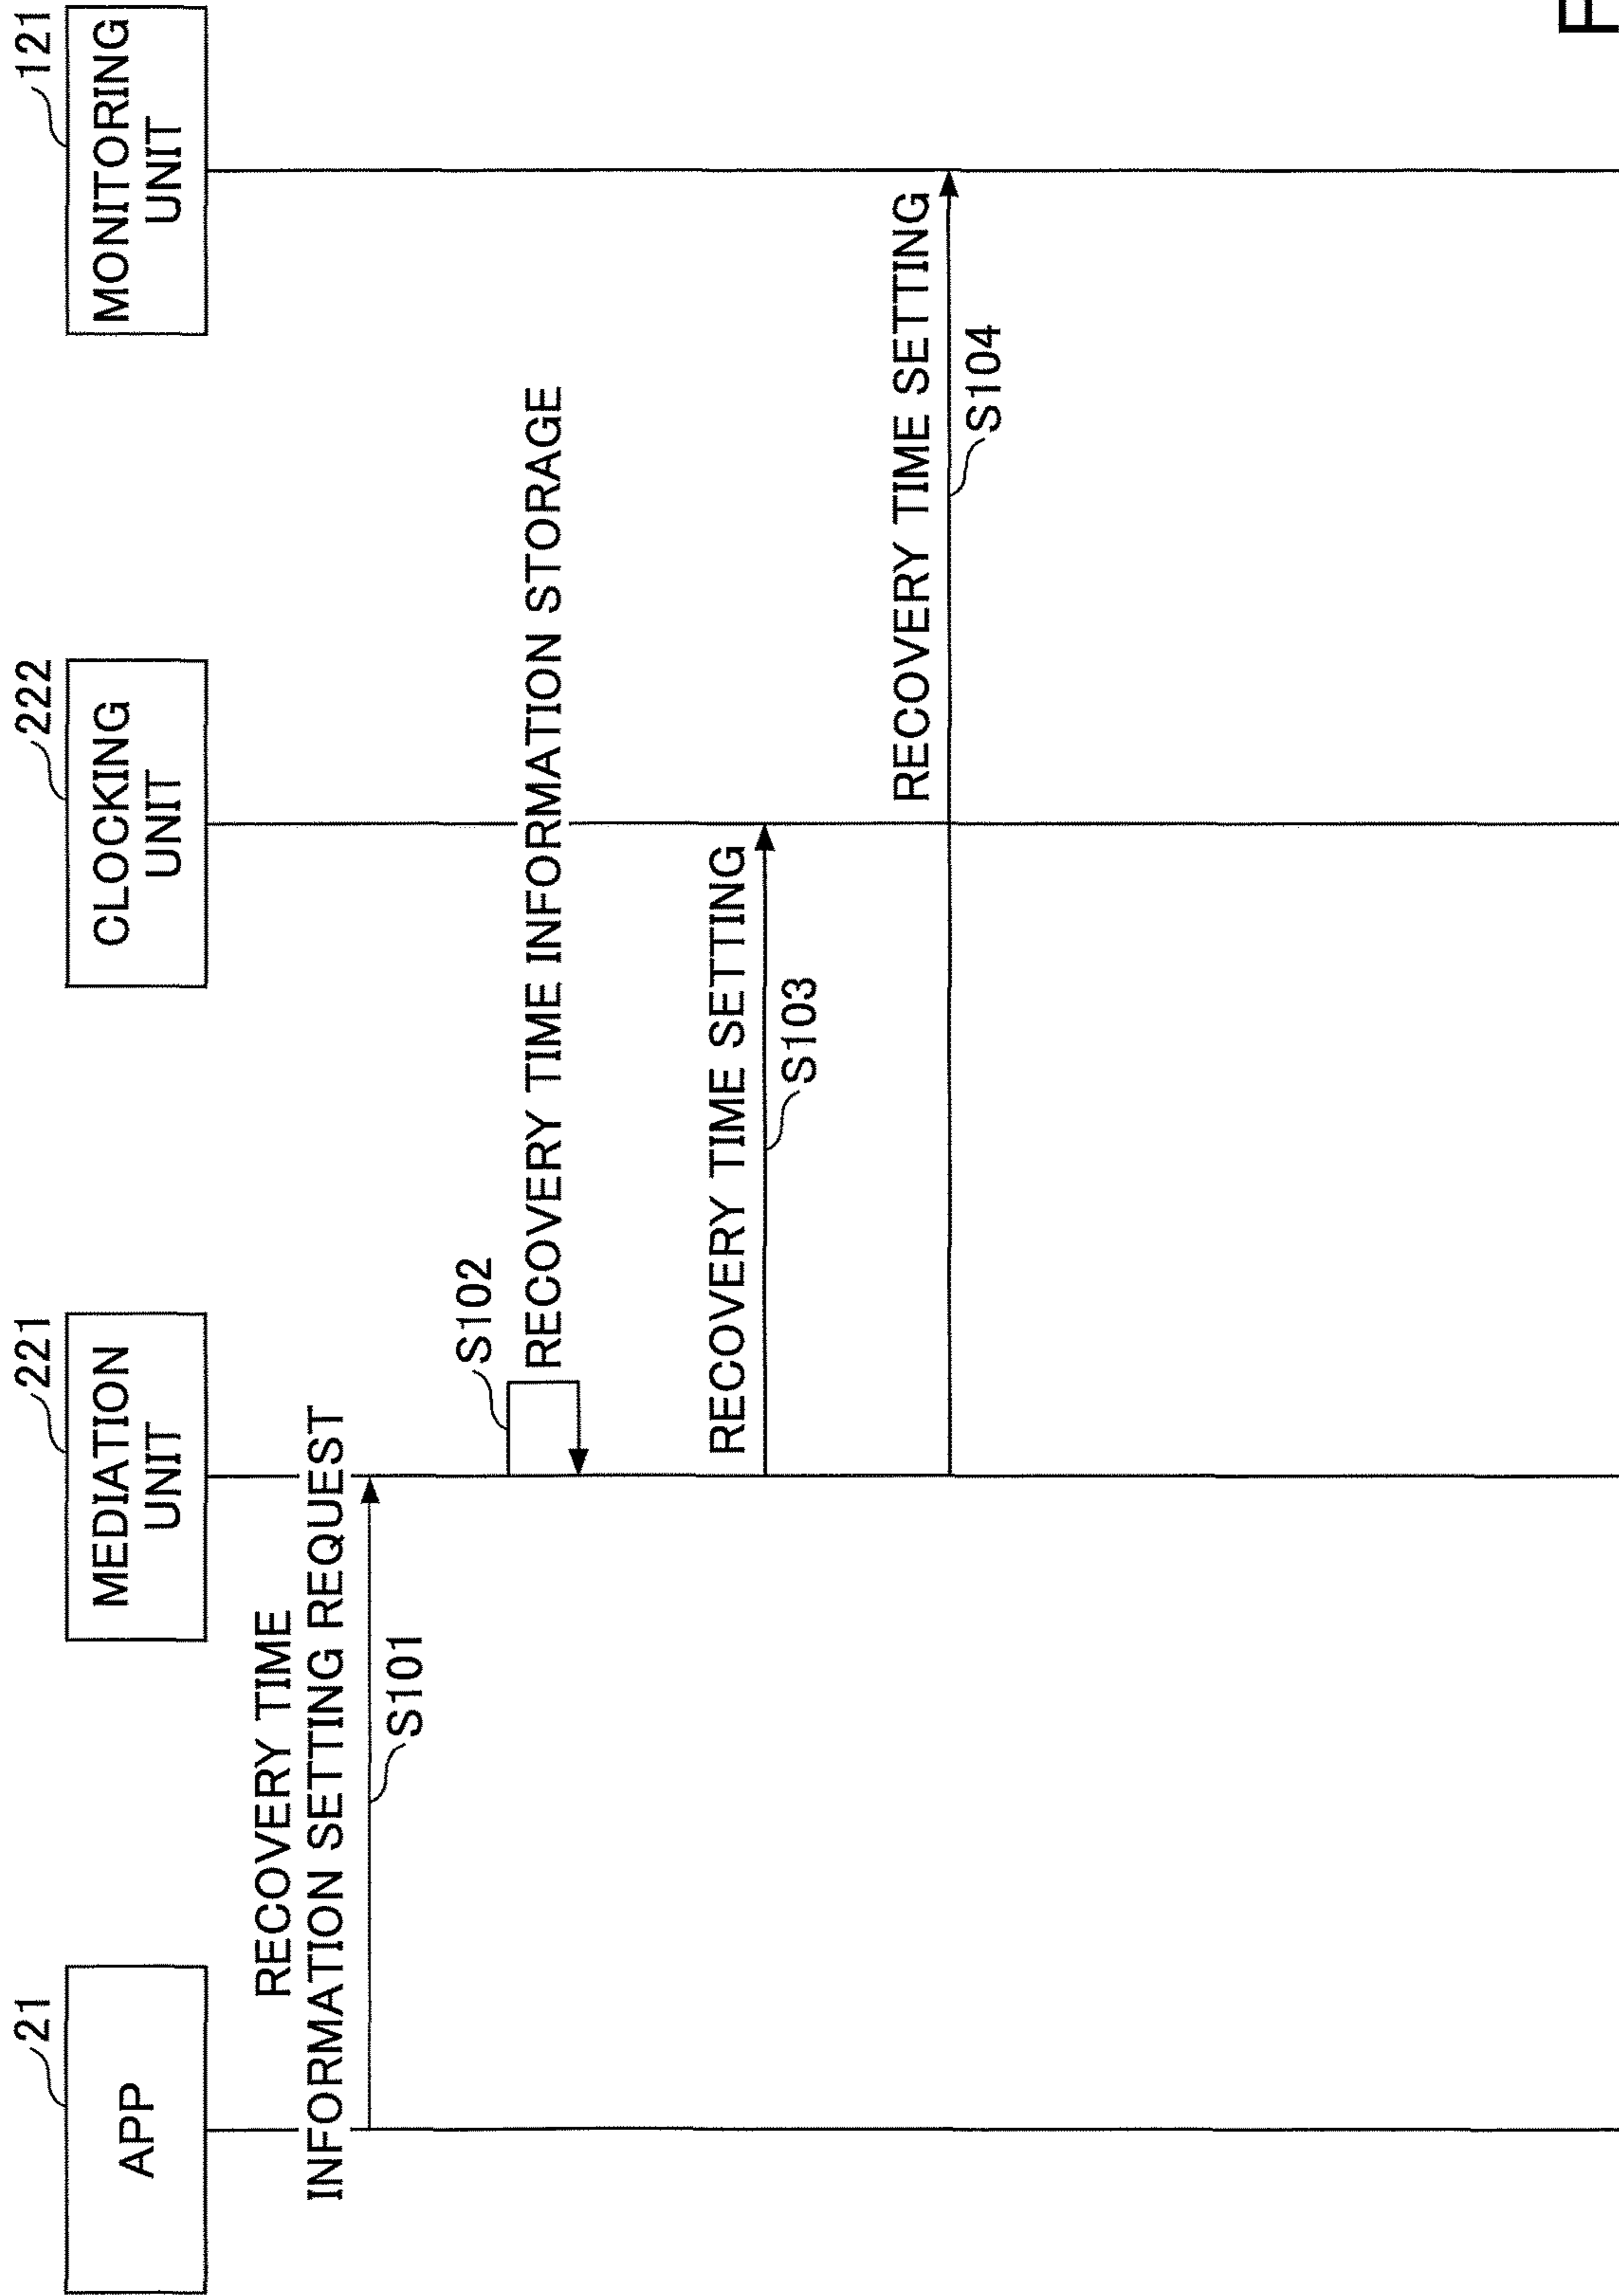 21
APP
221
MEDIATION
UNIT
222
CLOCKING
UNIT
121
MONITORING
UNIT
RECOVERY TIME
INFORMATION SETTING REQUEST
S101
S102
RECOVERY TIME INFORMATION STORAGE
RECOVERY TIME SETTING
S103
RECOVERY TIME SETTING
S104
F